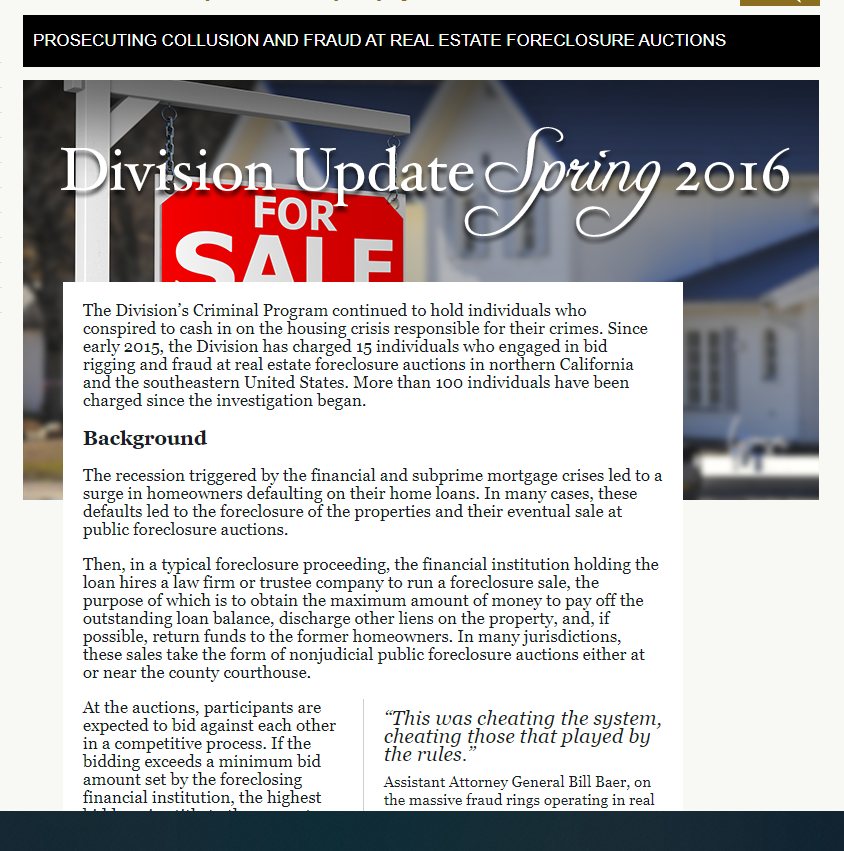 PROSECUTING COLLUSION AND FRAUD AT REAL ESTATE FORECLOSURE AUCTIONS
Division Update Spring 2016
FOR
SALE
The Division’s Criminal Program continued to hold individuals who
conspired to cash in on the housing crisis responsible for their crimes. Since
early 2015, the Division has charged 15 individuals who engaged in bid
rigging and fraud at real estate foreclosure auctions in northern California
and the southeastern United States. More than 100 individuals have been
charged since the investigation began.
Background
The recession triggered by the financial and subprime mortgage crises led to a
surge in homeowners defaulting on their home loans. In many cases, these
defaults led to the foreclosure of the properties and their eventual sale at
public foreclosure auctions.
Then, in a typical foreclosure proceeding, the financial institution holding the
loan hires a law firm or trustee company to run a foreclosure sale, the
purpose of which is to obtain the maximum amount of money to pay off the
outstanding loan balance, discharge other liens on the property, and, if
possible, return funds to the former homeowners. In many jurisdictions,
these sales take the form of nonjudicial public foreclosure auctions either at
or near the county courthouse.
At the auctions, participants are
expected to bid against each other
in a competitive process. If the
bidding exceeds a minimum bid
amount set by the foreclosing
financial institution, the highest
“This was cheating the system,
cheating those that played by
the rules.”
Assistant Attorney General Bill Baer, on
the massive fraud rings operating in real